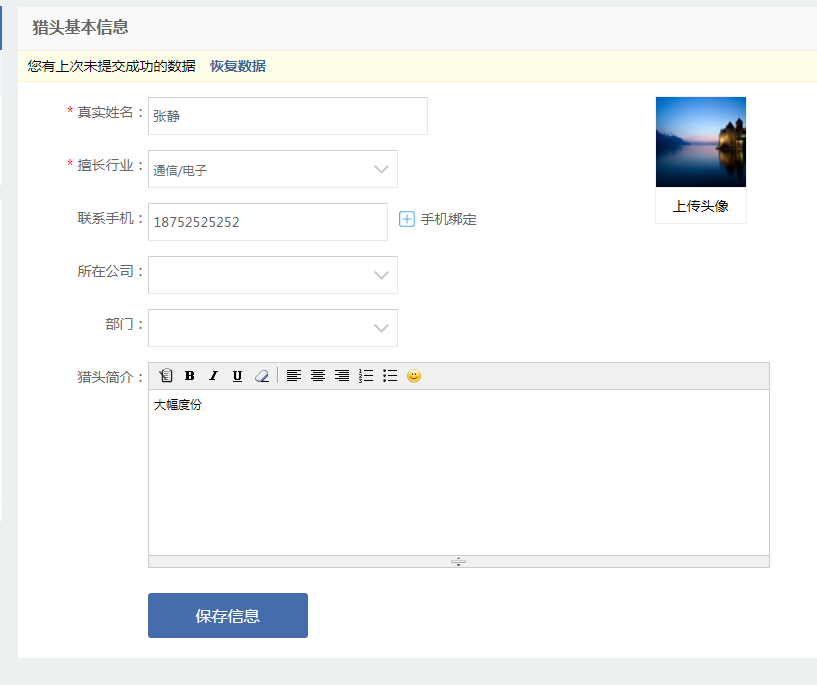 猎头基本信息
您有上次未提交成功的数据 恢复数据
* 真实姓名： 张静
* 擅长行业： 通信/电子
联系手机： 18752525252 手机绑定
上传头像
所在公司：
部门：
猎头简介： B I U
大幅度份
保存信息